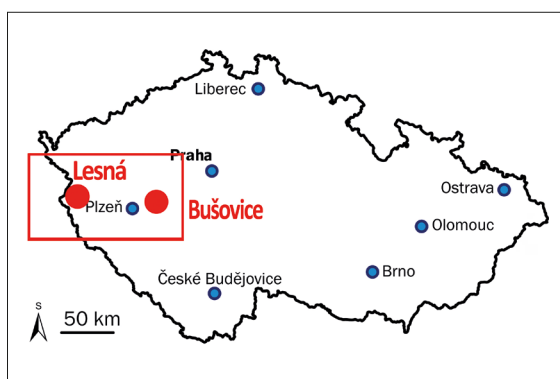 Liberec
Praha
Lesná
Ostrava
Plzeň
Bušovice
Olomouc
Brno
České Budějovice
S
50 km